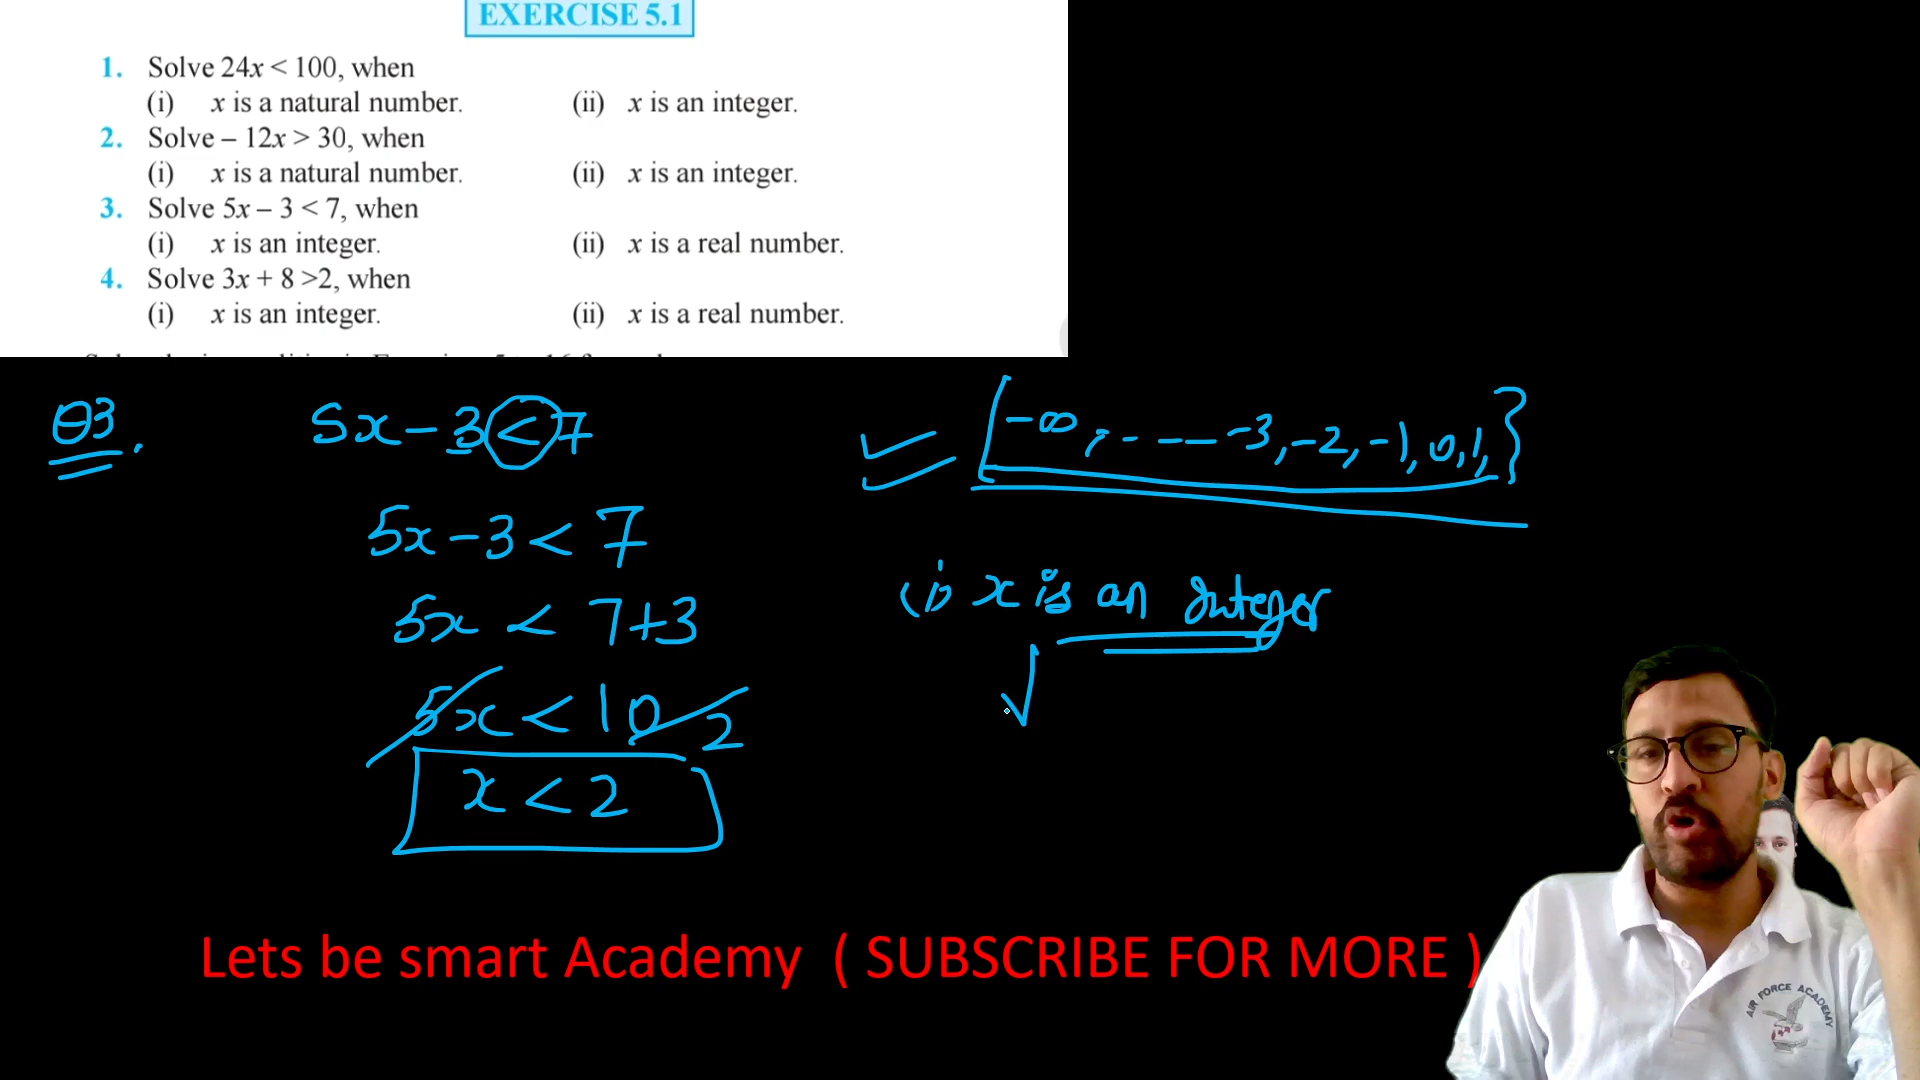 EXERCISE 5.1
1. Solve 24x < 100, when
(i) x is a natural number. (ii) x is an integer.
2. Solve – 12x > 30, when
(i) x is a natural number. (ii) x is an integer.
3. Solve 5x – 3 < 7, when
(i) x is an integer. (ii) x is a real number.
4. Solve 3x + 8 >2, when
(i) x is an integer. (ii) x is a real number.
Q3.
5x-3<7
5x-3< 7
5x < 7+3
5x < 10 2
x < 2
{-∞, - - — -3, -2, -1, 0, 1, }
(i) x is an Integer
Lets be smart Academy ( SUBSCRIBE FOR MORE )
AIR FORCE ACADEMY